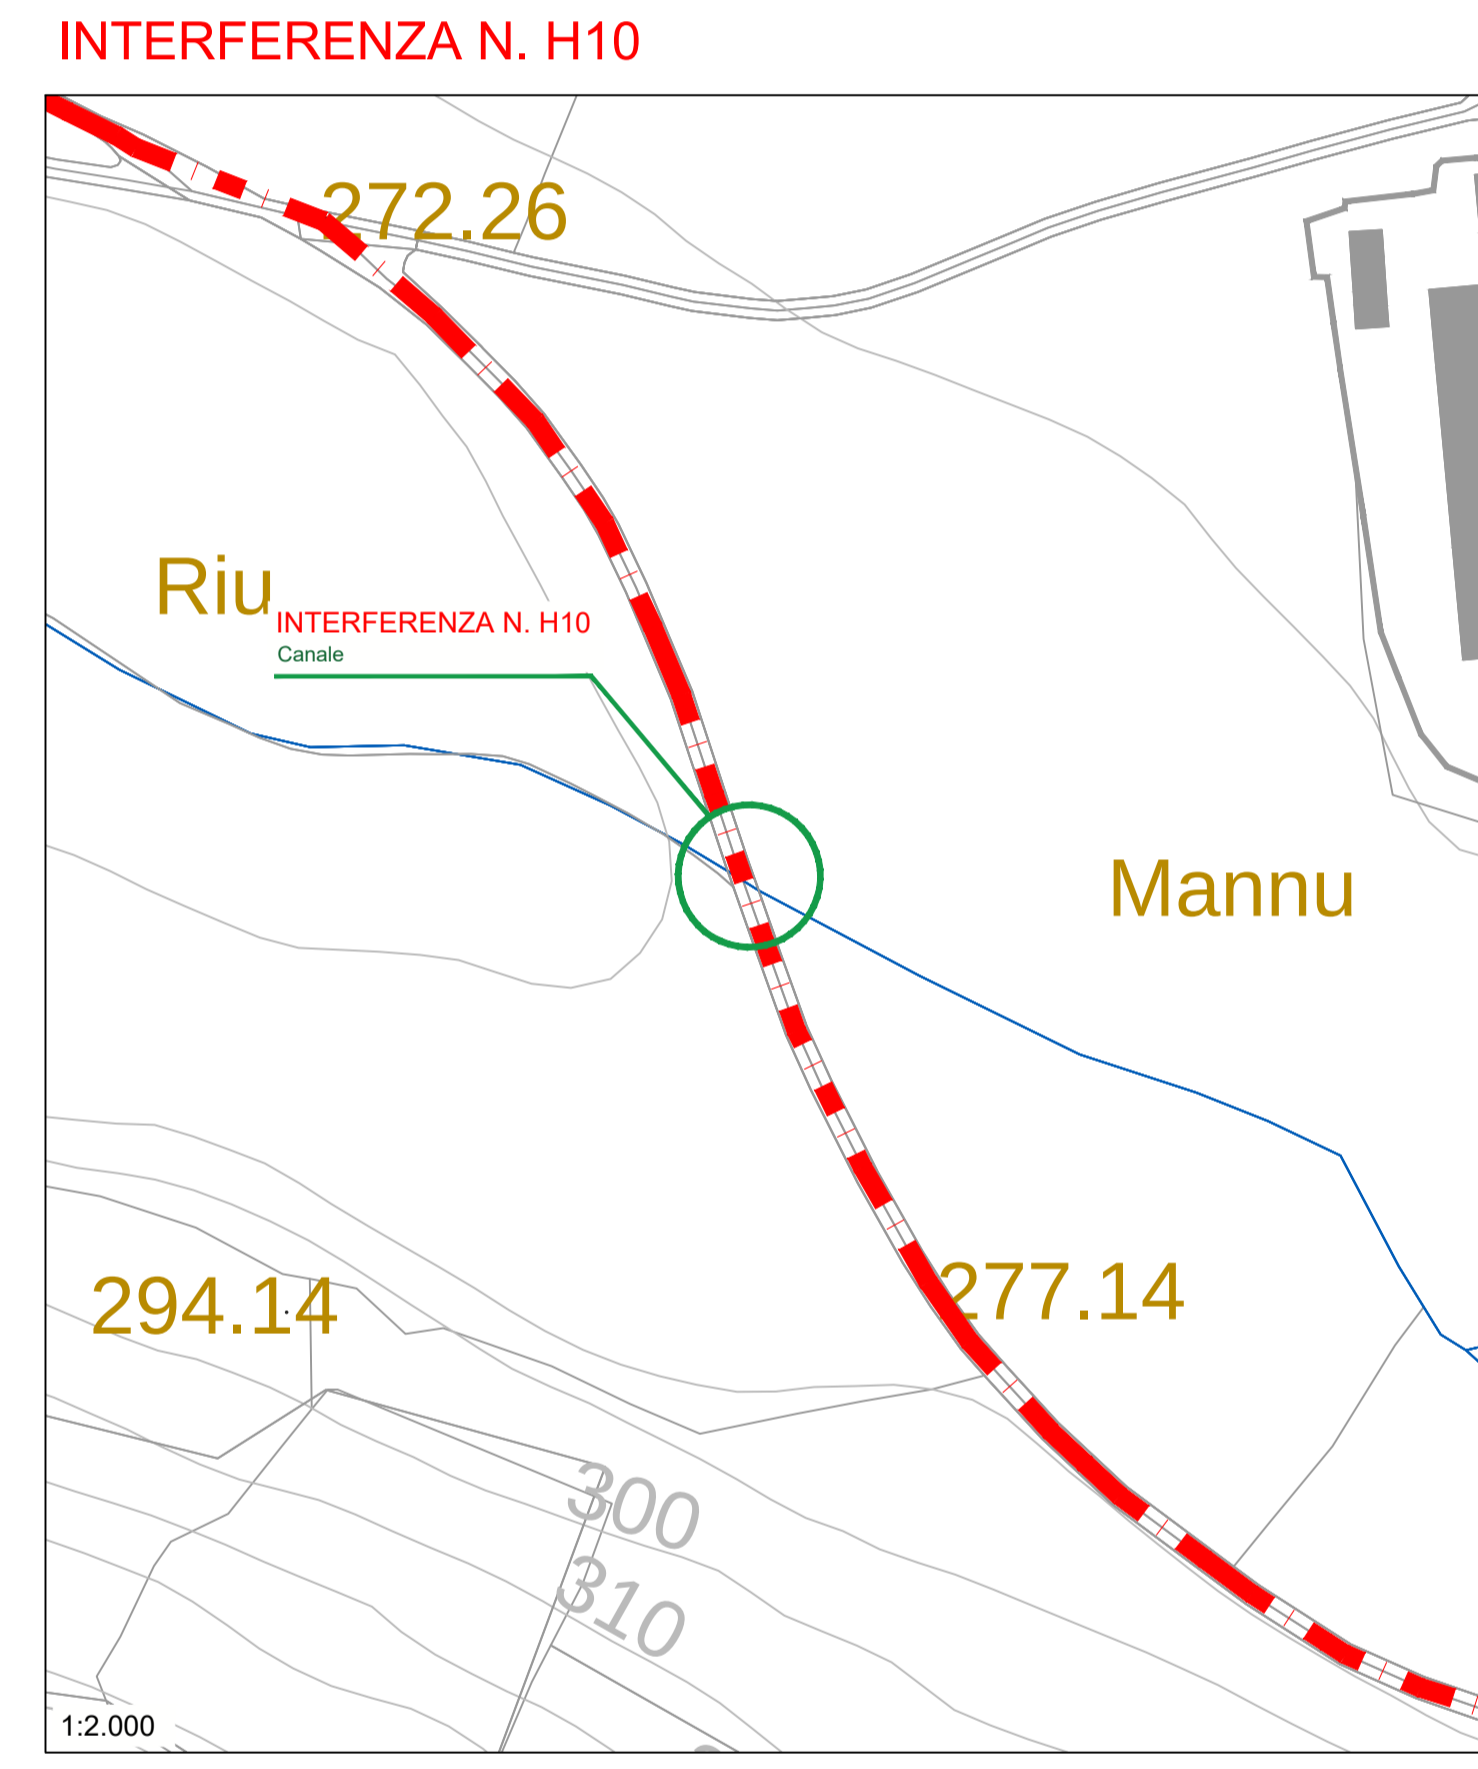 INTERFERENZA N. H10
272.26
Riu
INTERFERENZA N. H10
Canale
Mannu
277.14
294.14
300
310
1:2.000